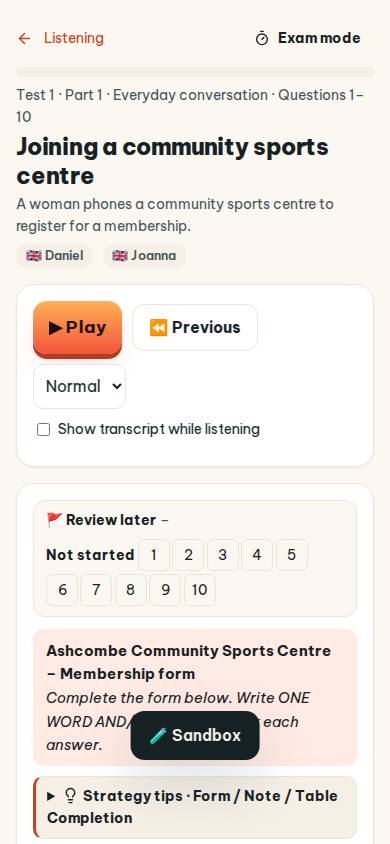 ← Listening
Exam mode
Test 1 · Part 1 · Everyday conversation · Questions 1–
10
Joining a community sports
centre
A woman phones a community sports centre to
register for a membership.
🇬🇧 Daniel 🇬🇧 Joanna
▶ Play ⏪ Previous
Normal
Show transcript while listening
🚩 Review later –
Not started 1 2 3 4 5
6 7 8 9 10
Ashcombe Community Sports Centre
– Membership form
Complete the form below. Write ONE
WORD AND/ each
answer.
🧪 Sandbox
▶ Strategy tips · Form / Note / Table
Completion